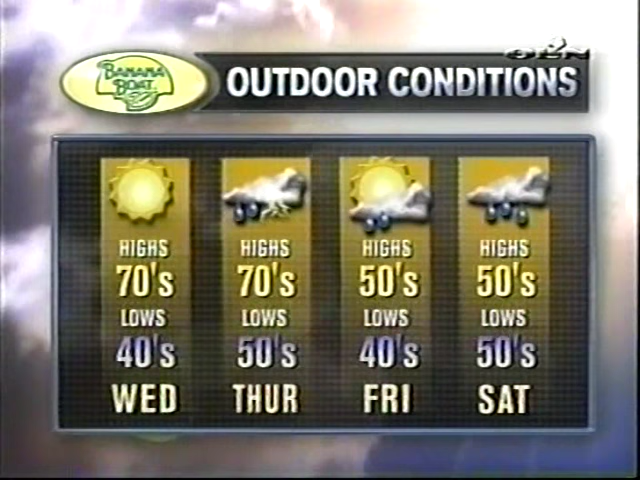 BANANA
BOAT
OUTDOOR CONDITIONS
HIGHS HIGHS HIGHS HIGHS
70's 70's 50's 50's
LOWS LOWS LOWS LOWS
40's 50's 40's 50's
WED THUR FRI SAT